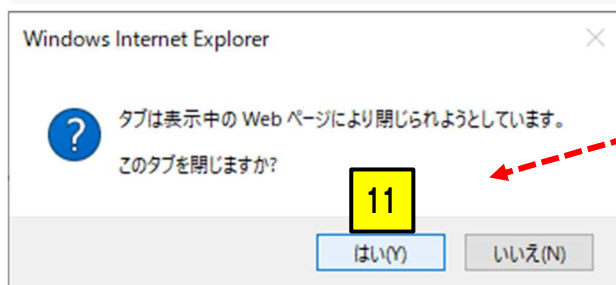 Windows Internet Explorer
タブは表示中の Web ページにより閉じられようとしています。
このタブを閉じますか?
11
はい(Y)
いいえ(N)